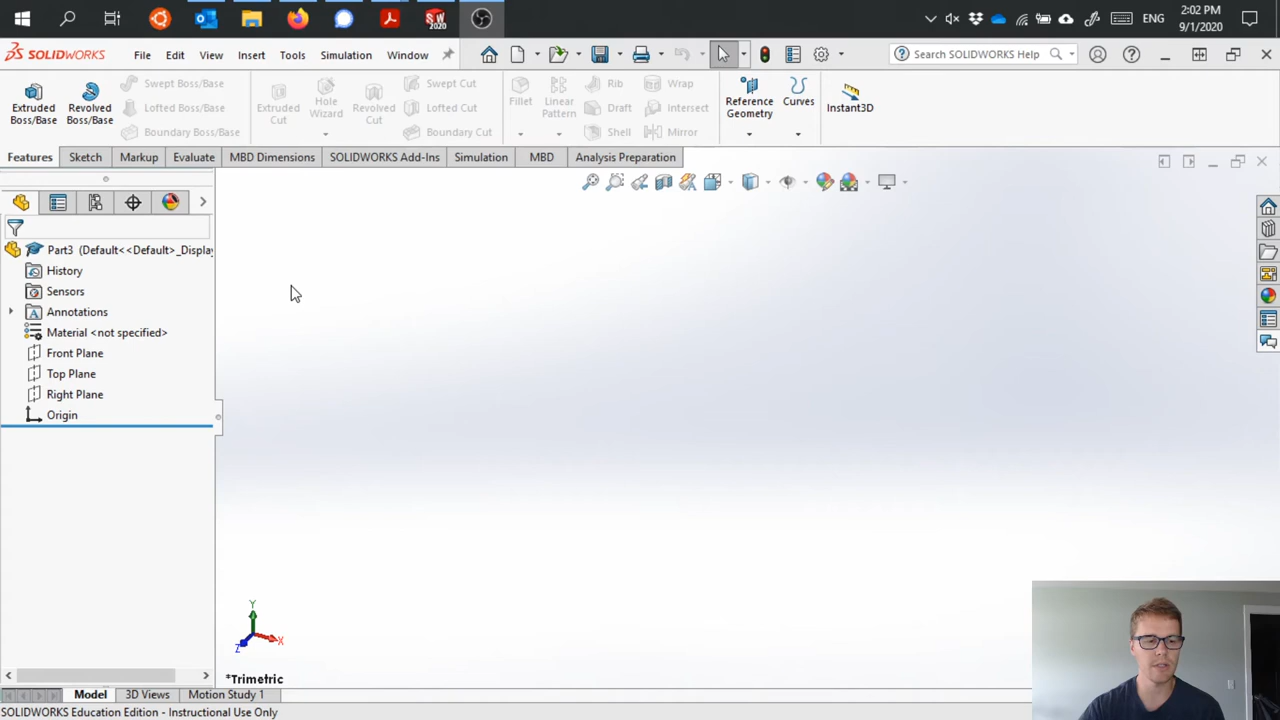 2:02 PM
ENG
9/1/2020
SW
2020
SOLIDWORKS
File Edit View Insert Tools Simulation Window
Search SOLIDWORKS Help
Extruded Boss/Base
Revolved Boss/Base
Swept Boss/Base
Lofted Boss/Base
Boundary Boss/Base
Extruded Cut
Hole Wizard
Revolved Cut
Swept Cut
Lofted Cut
Boundary Cut
Fillet
Linear Pattern
Rib
Draft
Shell
Wrap
Intersect
Mirror
Reference Geometry
Curves
Instant3D
Features Sketch Markup Evaluate MBD Dimensions SOLIDWORKS Add-Ins Simulation MBD Analysis Preparation
Part3 (Default<<Default>_Displa
History
Sensors
A Annotations
Material <not specified>
Front Plane
Top Plane
Right Plane
Origin
Y
X
Z
*Trimetric
Model 3D Views Motion Study 1
SOLIDWORKS Education Edition - Instructional Use Only